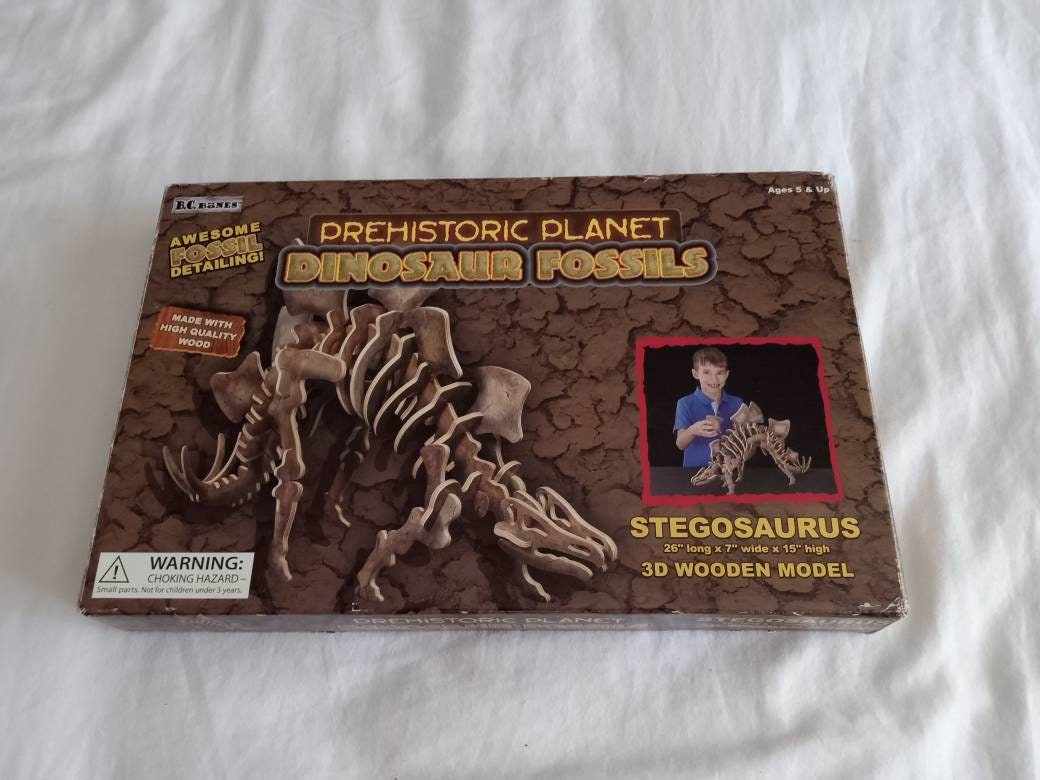 B.C. BONES
Ages 5 & Up
AWESOME
FOSSIL
DETAILING!
PREHISTORIC PLANET
DINOSAUR FOSSILS
MADE WITH
HIGH QUALITY
WOOD
STEGOSAURUS
26" long x 7" wide x 15" high
3D WOODEN MODEL
WARNING:
CHOKING HAZARD –
Small parts. Not for children under 3 years.
PREHISTORIC PLANET
STEGOSAURUS